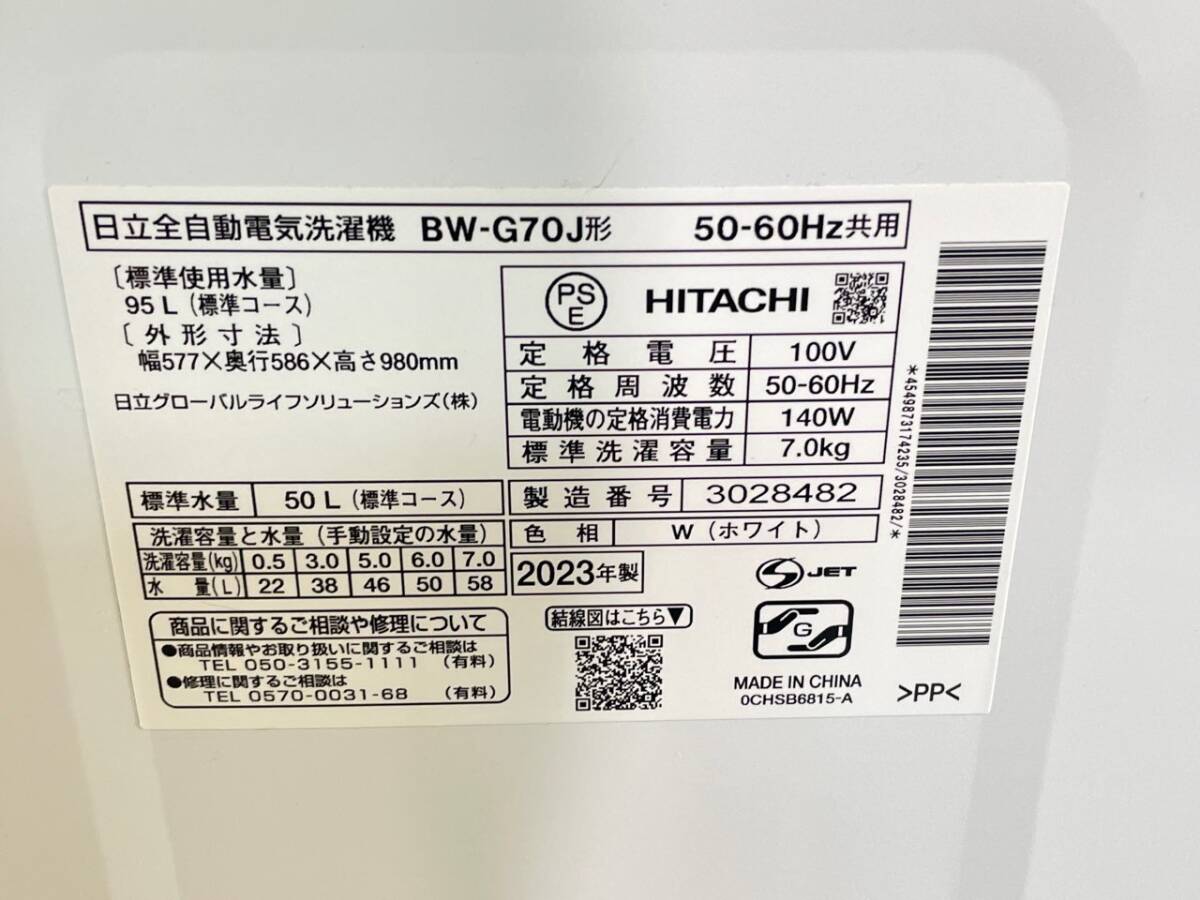 日立全自動電気洗濯機 BW-G70J形 50-60Hz共用
〔標準使用水量〕
95 L (標準コース)
〔外形寸法〕
幅577×奥行586×高さ980mm
日立グローバルライフソリューションズ(株)
PS
E
HITACHI
定格電圧 100V
定格周波数 50-60Hz
電動機の定格消費電力 140W
標準洗濯容量 7.0kg
標準水量 50 L (標準コース)
製造番号 3028482
洗濯容量と水量 (手動設定の水量)
洗濯容量(kg) 0.5 3.0 5.0 6.0 7.0
水量(L) 22 38 46 50 58
色相 W (ホワイト)
2023年製
JET
商品に関するご相談や修理について
●商品情報やお取り扱いに関するご相談は
TEL 050-3155-1111 (有料)
●修理に関するご相談は
TEL 0570-0031-68 (有料)
結線図はこちら▼
G
MADE IN CHINA
0CHSB6815-A
>PP<
*4549873174235/3028482/*